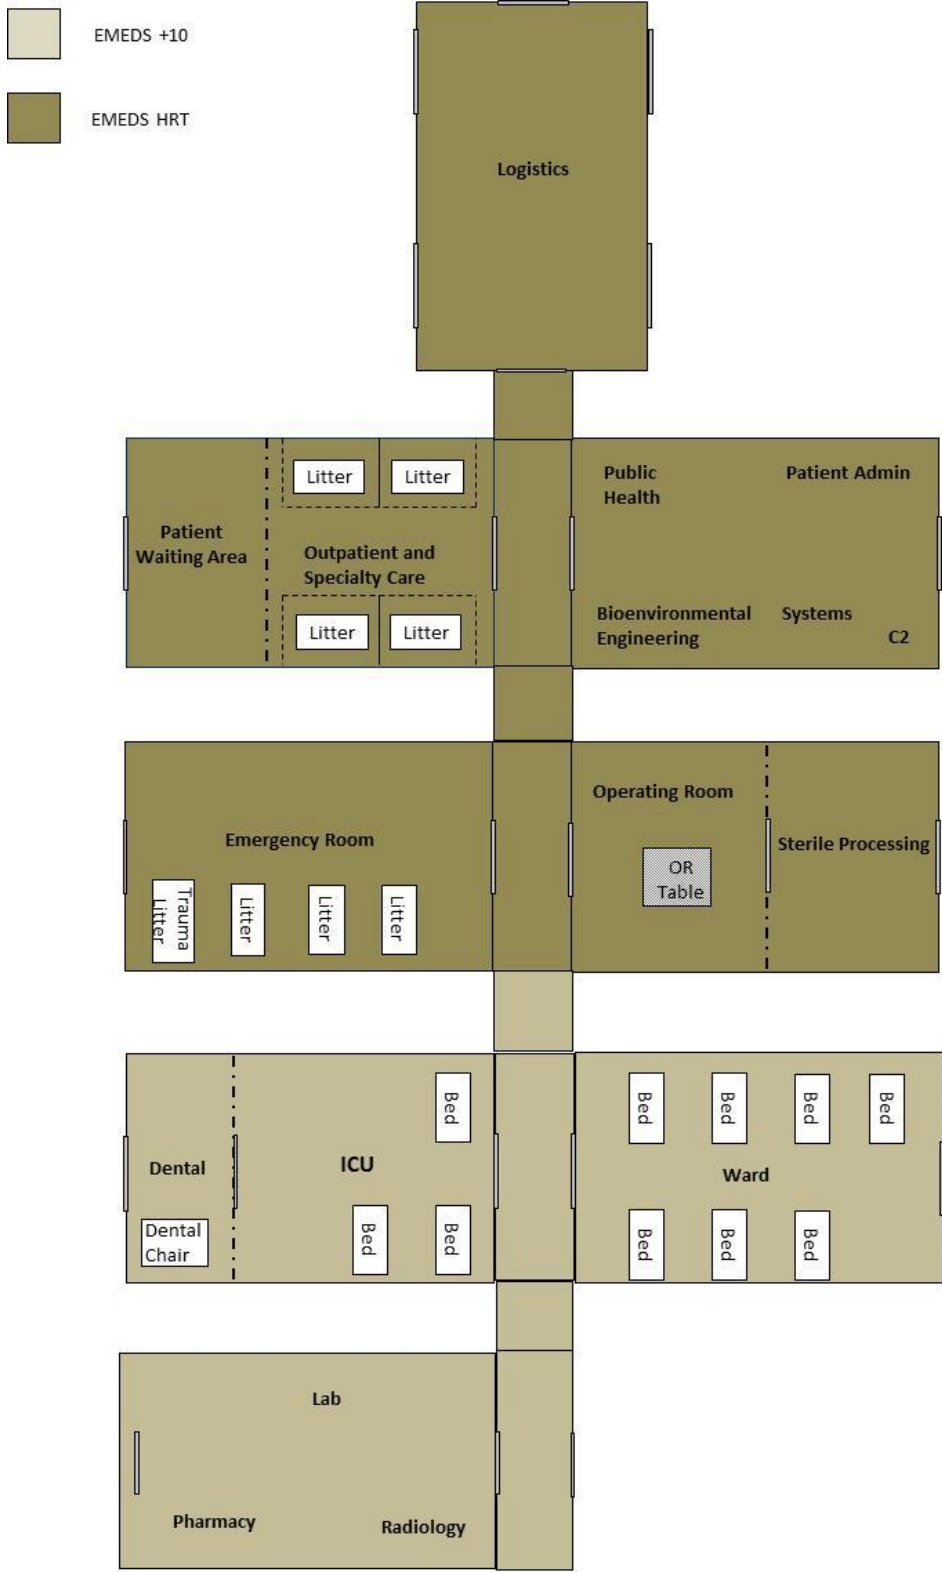 EMEDS +10
EMEDS HRT
Logistics
Litter
Litter
Patient
Waiting Area
Outpatient and
Specialty Care
Litter
Litter
Public
Health
Patient Admin
Bioenvironmental
Engineering
Systems
C2
Emergency Room
Trauma
Litter
Litter
Litter
Litter
Operating Room
OR
Table
Sterile Processing
Dental
Dental
Chair
ICU
Bed
Bed
Bed
Bed
Bed
Bed
Bed
Ward
Bed
Bed
Bed
Lab
Pharmacy
Radiology